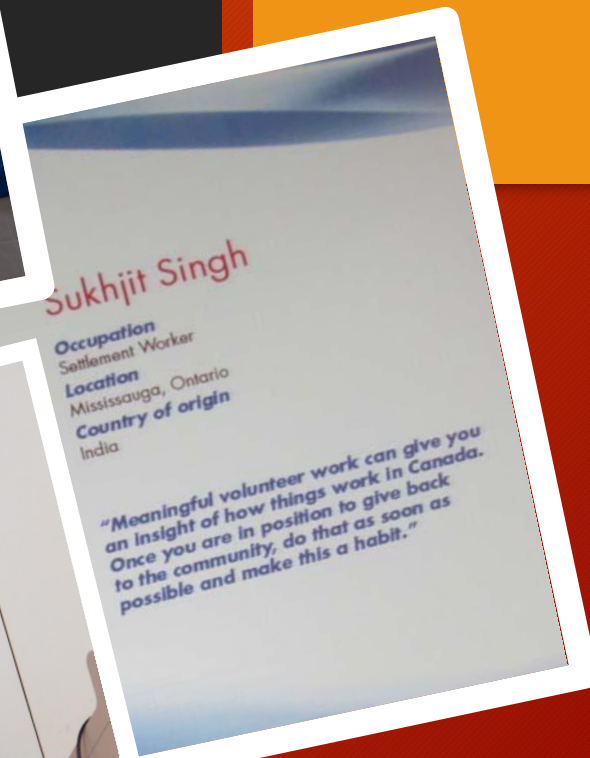 Sukhjit Singh
Occupation
Settlement Worker
Location
Mississauga, Ontario
Country of origin
India
“Meaningful volunteer work can give you
an insight of how things work in Canada.
Once you are in position to give back
to the community, do that as soon as
possible and make this a habit.”